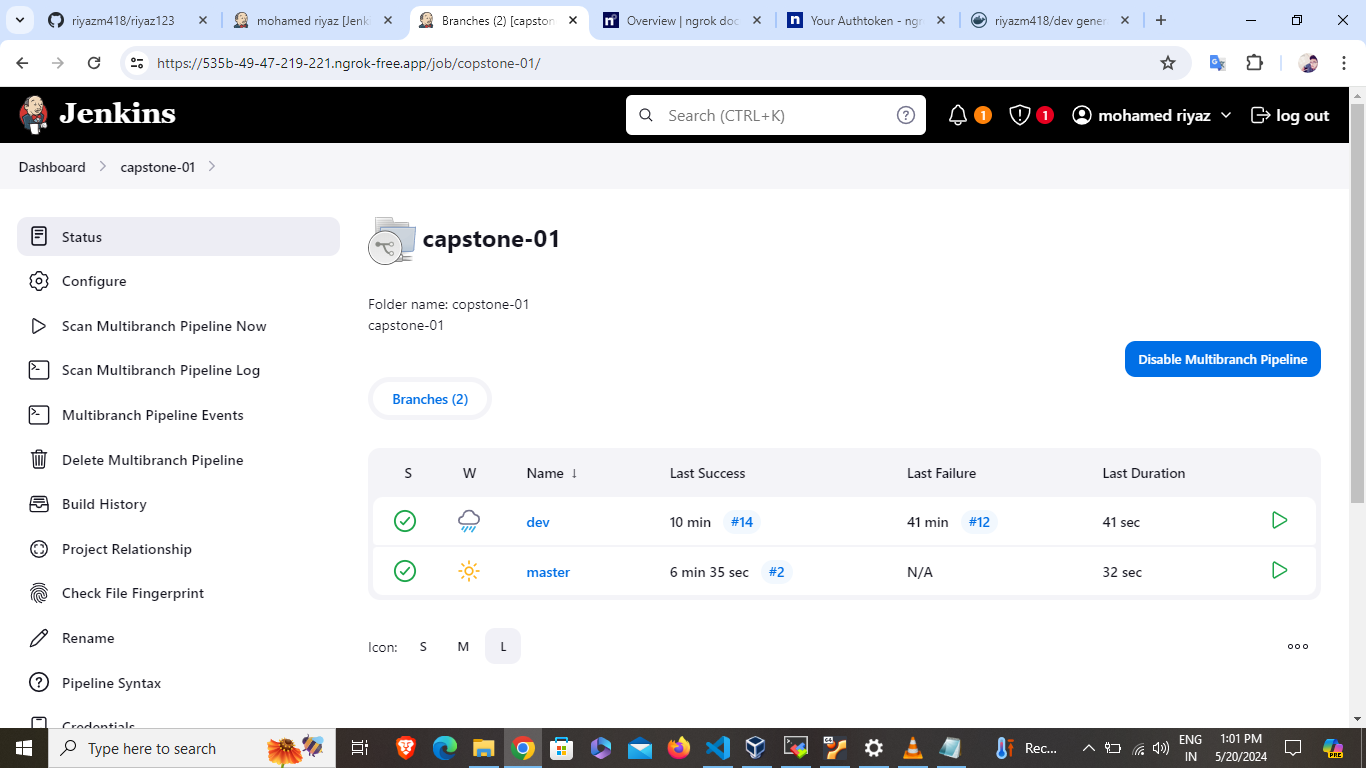 riyazm418/riyaz123
mohamed riyaz [Jenk
Branches (2) [capston
Overview | ngrok doc
Your Authtoken - ngr
riyazm418/dev gener
https://535b-49-47-219-221.ngrok-free.app/job/copstone-01/
Jenkins
Search (CTRL+K)
1
1
mohamed riyaz
log out
Dashboard
capstone-01
Status
Configure
Scan Multibranch Pipeline Now
Scan Multibranch Pipeline Log
Multibranch Pipeline Events
Delete Multibranch Pipeline
Build History
Project Relationship
Check File Fingerprint
Rename
Pipeline Syntax
Credentials
capstone-01
Folder name: copstone-01
capstone-01
Disable Multibranch Pipeline
Branches (2)
S W Name ↓ Last Success Last Failure Last Duration
dev 10 min #14 41 min #12 41 sec
master 6 min 35 sec #2 N/A 32 sec
Icon: S M L
Type here to search
Rec...
ENG
IN
1:01 PM
5/20/2024
PRE